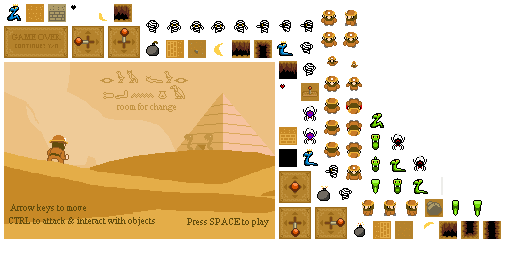 GAME OVER
CONTINUE? Y/N
room for change
Arrow keys to move
CTRL to attack & interact with objects
Press SPACE to play